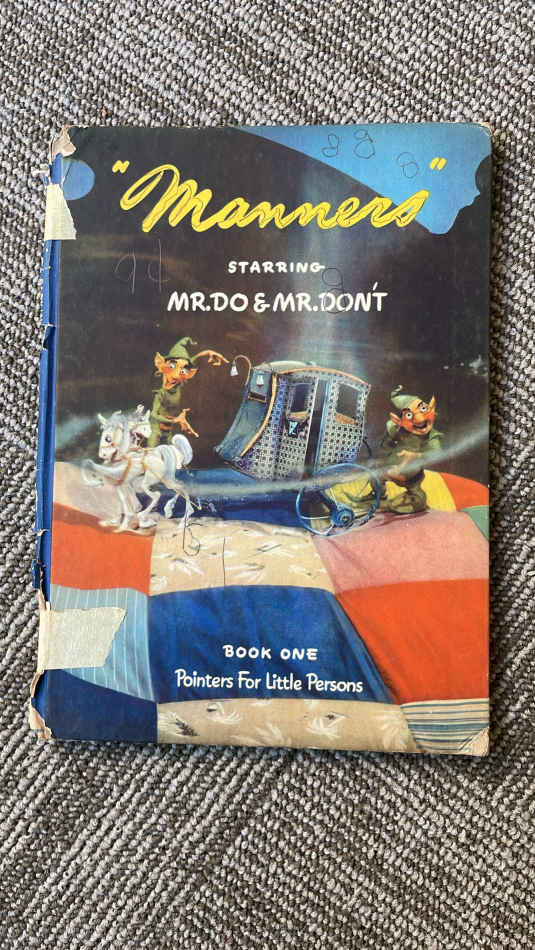 "Manners"
STARRING
MR.DO & MR.DON'T
BOOK ONE
Pointers For Little Persons